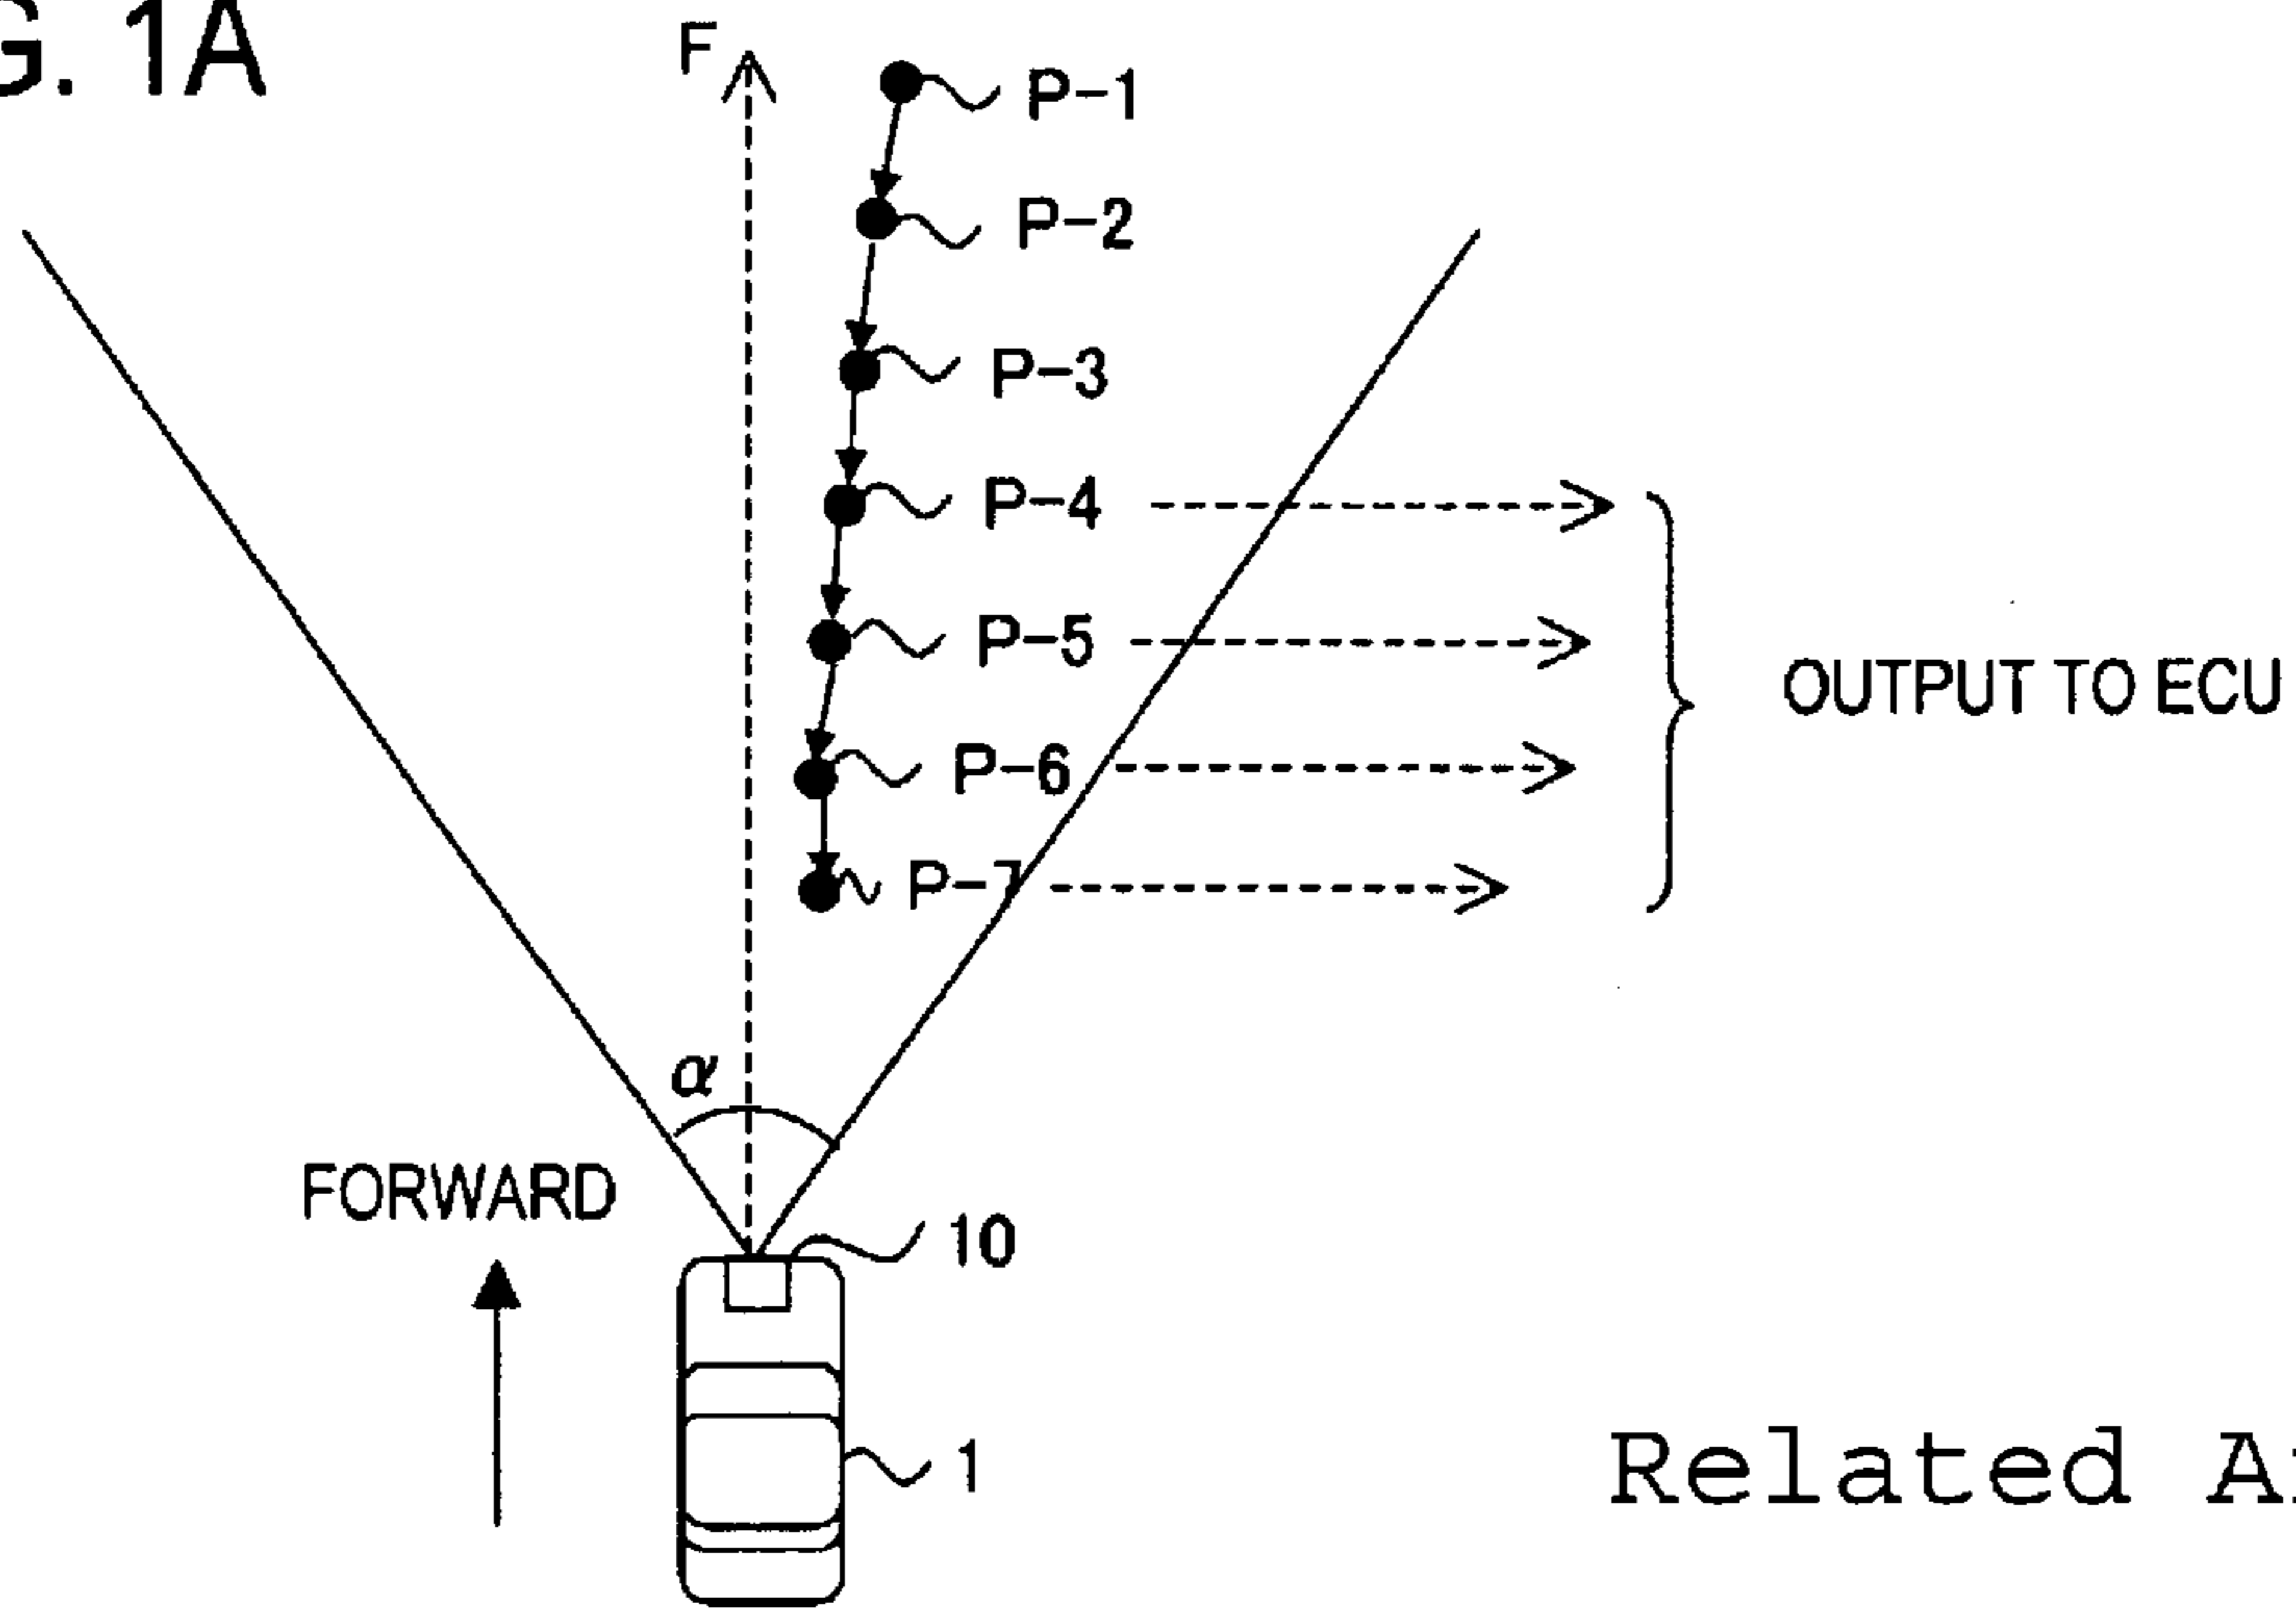 G. 1A
F
P-1
P-2
P-3
P-4
P-5
OUTPUT TO ECU
P-6
P-7
α
FORWARD
10
1
Related